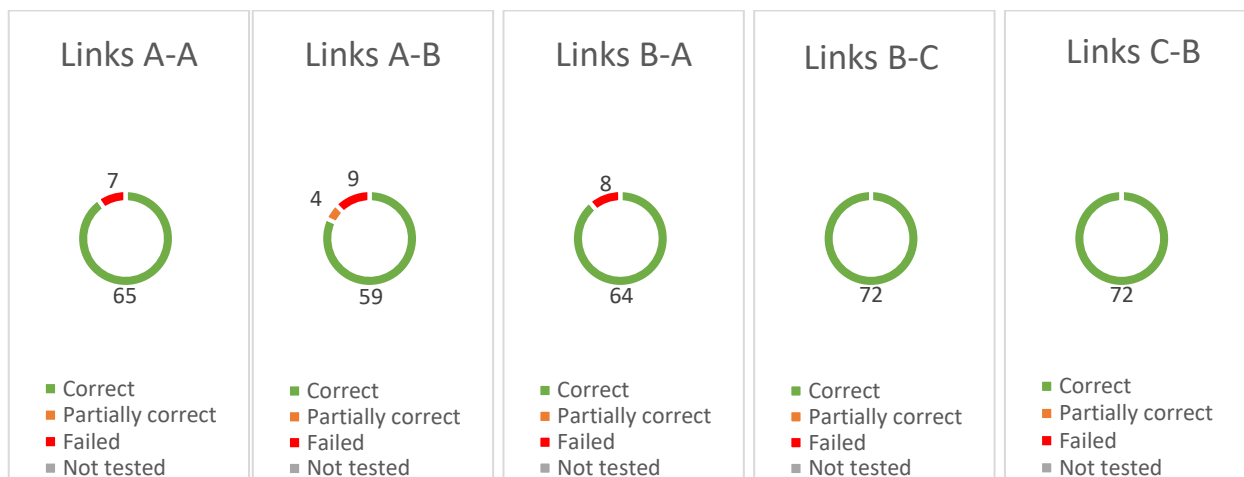 Links A-A
7
65
Correct
Partially correct
Failed
Not tested
Links A-B
9
4
59
Correct
Partially correct
Failed
Not tested
Links B-A
8
64
Correct
Partially correct
Failed
Not tested
Links B-C
72
Correct
Partially correct
Failed
Not tested
Links C-B
72
Correct
Partially correct
Failed
Not tested